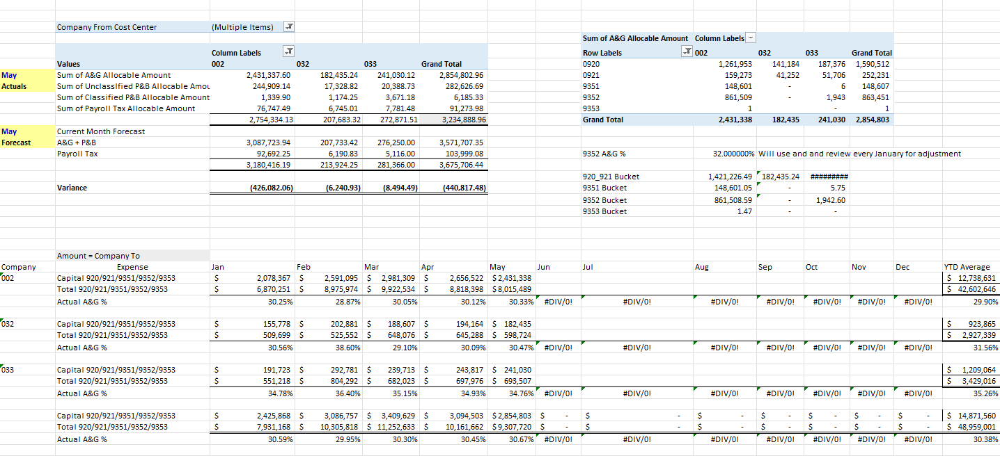 Company From Cost Center (Multiple Items)
Sum of A&G Allocable Amount Column Labels
Column Labels Row Labels 002 032 033 Grand Total
Values 002 032 033 Grand Total 0920 1,261,953 141,184 187,376 1,590,512
May Sum of A&G Allocable Amount 2,431,337.60 182,435.24 241,030.12 2,854,802.96 0921 159,273 41,252 51,706 252,231
Actuals Sum of Unclassified P&B Allocable Amou 244,909.14 17,328.82 20,388.73 282,626.69 9351 148,601 - 6 148,607
Sum of Classified P&B Allocable Amount 1,339.90 1,174.25 3,671.18 6,185.33 9352 861,509 - 1,943 863,451
Sum of Payroll Tax Allocable Amount 76,747.49 6,745.01 7,781.48 91,273.98 9353 1 - 1
2,754,334.13 207,683.32 272,871.51 3,234,888.96 Grand Total 2,431,338 182,435 241,030 2,854,803
May Current Month Forecast
Forecast A&G + P&B 3,087,723.94 207,733.42 276,250.00 3,571,707.35
Payroll Tax 92,692.25 6,190.83 5,116.00 103,999.08 9352 A&G % 32.000000% Will use and and review every January for adjustment
3,180,416.19 213,924.25 281,366.00 3,675,706.44
920_921 Bucket 1,421,226.49 182,435.24 #########
Variance (426,082.06) (6,240.93) (8,494.49) (440,817.48) 9351 Bucket 148,601.05 - 5.75
9352 Bucket 861,508.59 - 1,942.60
9353 Bucket 1.47 - -
Amount = Company To
Company Expense Jan Feb Mar Apr May Jun Jul Aug Sep Oct Nov Dec YTD Average
002 Capital 920/921/9351/9352/9353 $ 2,078,367 $ 2,591,095 $ 2,981,309 $ 2,656,522 $ 2,431,338 $ 12,738,631
Total 920/921/9351/9352/9353 $ 6,870,251 $ 8,975,974 $ 9,922,534 $ 8,818,398 $ 8,015,489 $ 42,602,646
Actual A&G % 30.25% 28.87% 30.05% 30.12% 30.33% #DIV/0! #DIV/0! #DIV/0! #DIV/0! #DIV/0! #DIV/0! #DIV/0! 29.90%
032 Capital 920/921/9351/9352/9353 $ 155,778 $ 202,881 $ 188,607 $ 194,164 $ 182,435 $ 923,865
Total 920/921/9351/9352/9353 $ 509,699 $ 525,552 $ 648,076 $ 645,288 $ 598,724 $ 2,927,339
Actual A&G % 30.56% 38.60% 29.10% 30.09% 30.47% #DIV/0! #DIV/0! #DIV/0! #DIV/0! #DIV/0! #DIV/0! #DIV/0! 31.56%
033 Capital 920/921/9351/9352/9353 $ 191,723 $ 292,781 $ 239,713 $ 243,817 $ 241,030 $ 1,209,064
Total 920/921/9351/9352/9353 $ 551,218 $ 804,292 $ 682,023 $ 697,976 $ 693,507 $ 3,429,016
Actual A&G % 34.78% 36.40% 35.15% 34.93% 34.76% #DIV/0! #DIV/0! #DIV/0! #DIV/0! #DIV/0! #DIV/0! #DIV/0! 35.26%
Capital 920/921/9351/9352/9353 $ 2,425,868 $ 3,086,757 $ 3,409,629 $ 3,094,503 $ 2,854,803 $ - $ - $ - $ - $ - $ - $ - $ 14,871,560
Total 920/921/9351/9352/9353 $ 7,931,168 $ 10,305,818 $ 11,252,633 $ 10,161,662 $ 9,307,720 $ - $ - $ - $ - $ - $ - $ - $ 48,959,001
Actual A&G % 30.59% 29.95% 30.30% 30.45% 30.67% #DIV/0! #DIV/0! #DIV/0! #DIV/0! #DIV/0! #DIV/0! #DIV/0! 30.38%